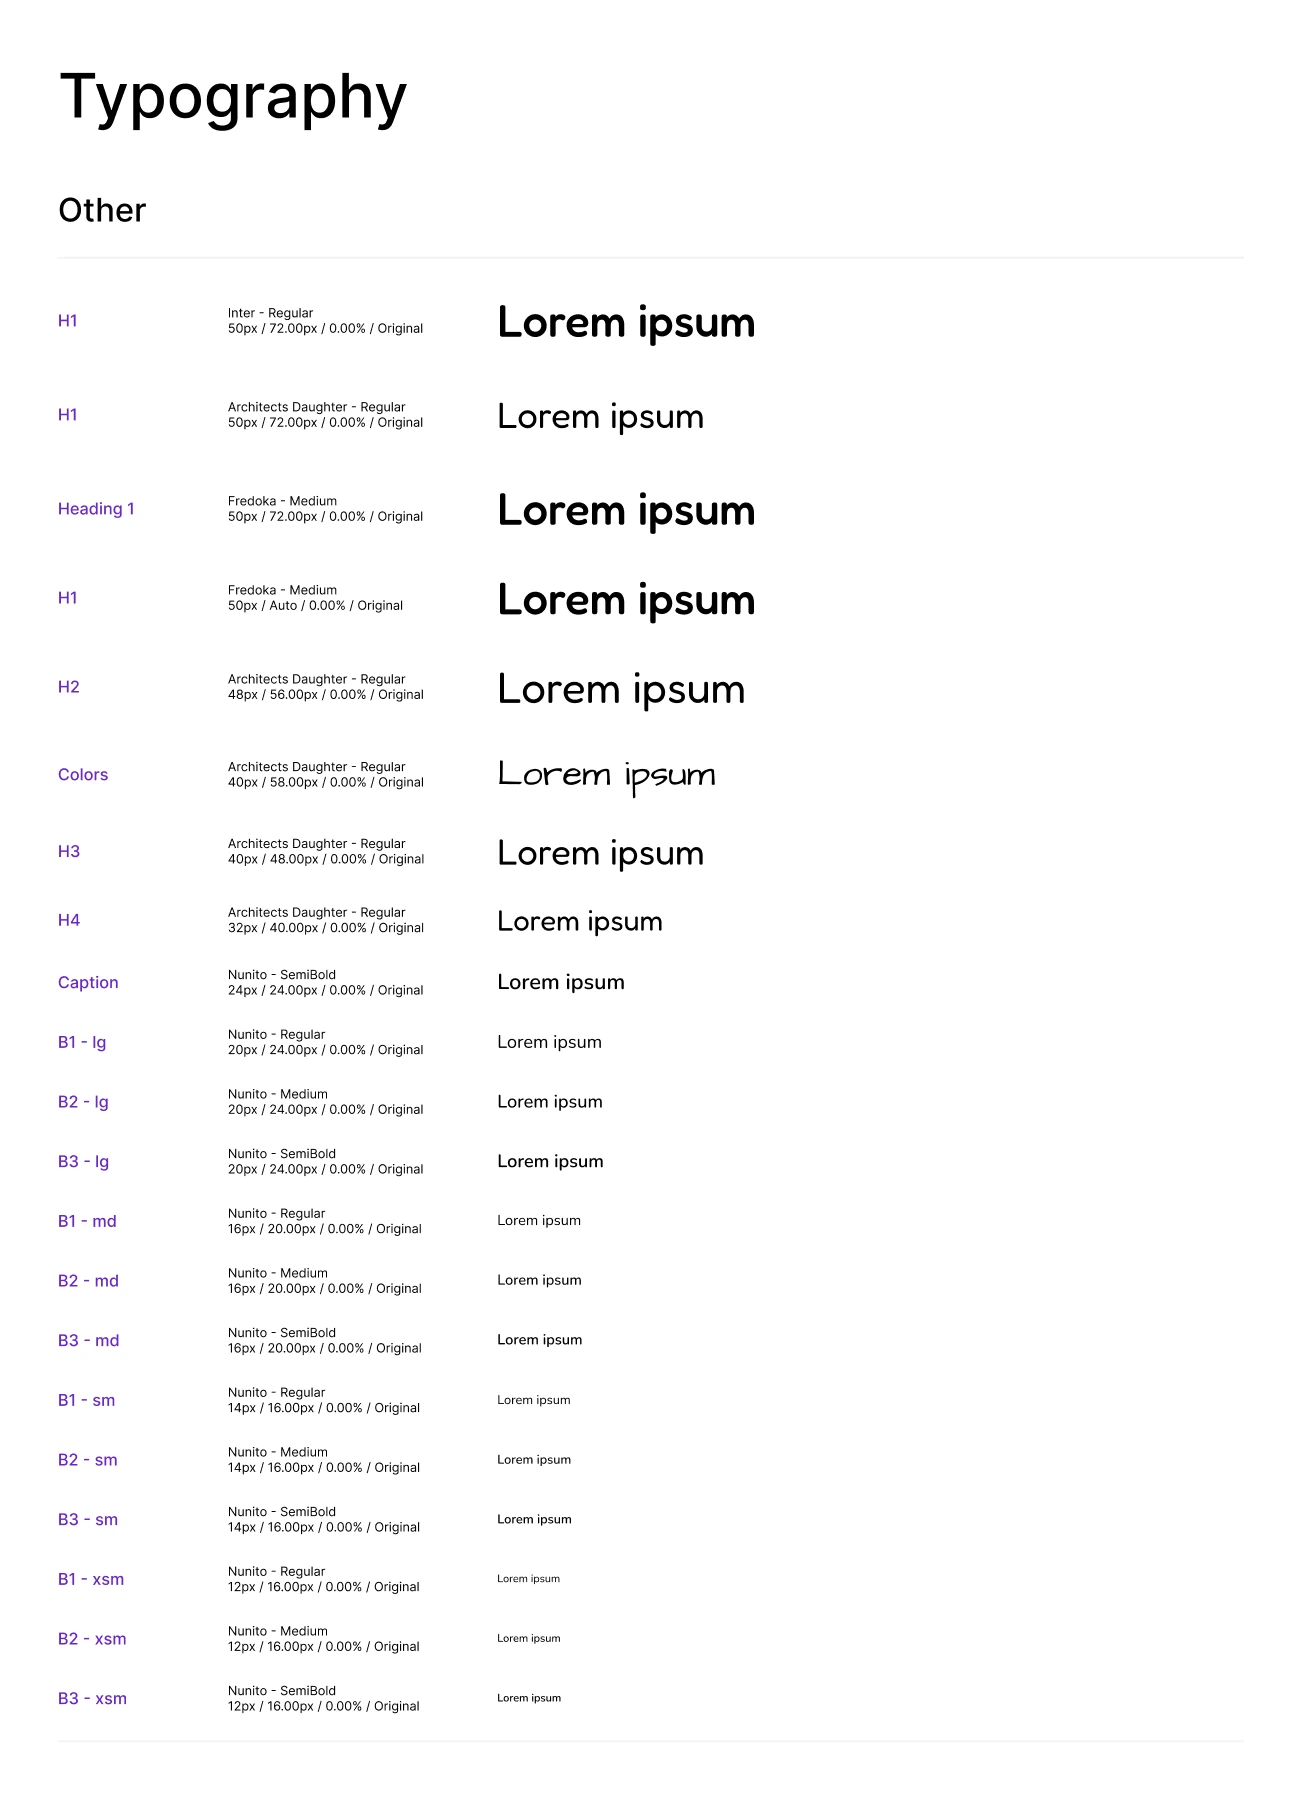 Typography
Other
H1
Inter - Regular
50px / 72.00px / 0.00% / Original
Lorem ipsum
H1
Architects Daughter - Regular
50px / 72.00px / 0.00% / Original
Lorem ipsum
Heading 1
Fredoka - Medium
50px / 72.00px / 0.00% / Original
Lorem ipsum
H1
Fredoka - Medium
50px / Auto / 0.00% / Original
Lorem ipsum
H2
Architects Daughter - Regular
48px / 56.00px / 0.00% / Original
Lorem ipsum
Colors
Architects Daughter - Regular
40px / 58.00px / 0.00% / Original
Lorem ipsum
H3
Architects Daughter - Regular
40px / 48.00px / 0.00% / Original
Lorem ipsum
H4
Architects Daughter - Regular
32px / 40.00px / 0.00% / Original
Lorem ipsum
Caption
Nunito - SemiBold
24px / 24.00px / 0.00% / Original
Lorem ipsum
B1 - lg
Nunito - Regular
20px / 24.00px / 0.00% / Original
Lorem ipsum
B2 - lg
Nunito - Medium
20px / 24.00px / 0.00% / Original
Lorem ipsum
B3 - lg
Nunito - SemiBold
20px / 24.00px / 0.00% / Original
Lorem ipsum
B1 - md
Nunito - Regular
16px / 20.00px / 0.00% / Original
Lorem ipsum
B2 - md
Nunito - Medium
16px / 20.00px / 0.00% / Original
Lorem ipsum
B3 - md
Nunito - SemiBold
16px / 20.00px / 0.00% / Original
Lorem ipsum
B1 - sm
Nunito - Regular
14px / 16.00px / 0.00% / Original
Lorem ipsum
B2 - sm
Nunito - Medium
14px / 16.00px / 0.00% / Original
Lorem ipsum
B3 - sm
Nunito - SemiBold
14px / 16.00px / 0.00% / Original
Lorem ipsum
B1 - xsm
Nunito - Regular
12px / 16.00px / 0.00% / Original
Lorem ipsum
B2 - xsm
Nunito - Medium
12px / 16.00px / 0.00% / Original
Lorem ipsum
B3 - xsm
Nunito - SemiBold
12px / 16.00px / 0.00% / Original
Lorem ipsum